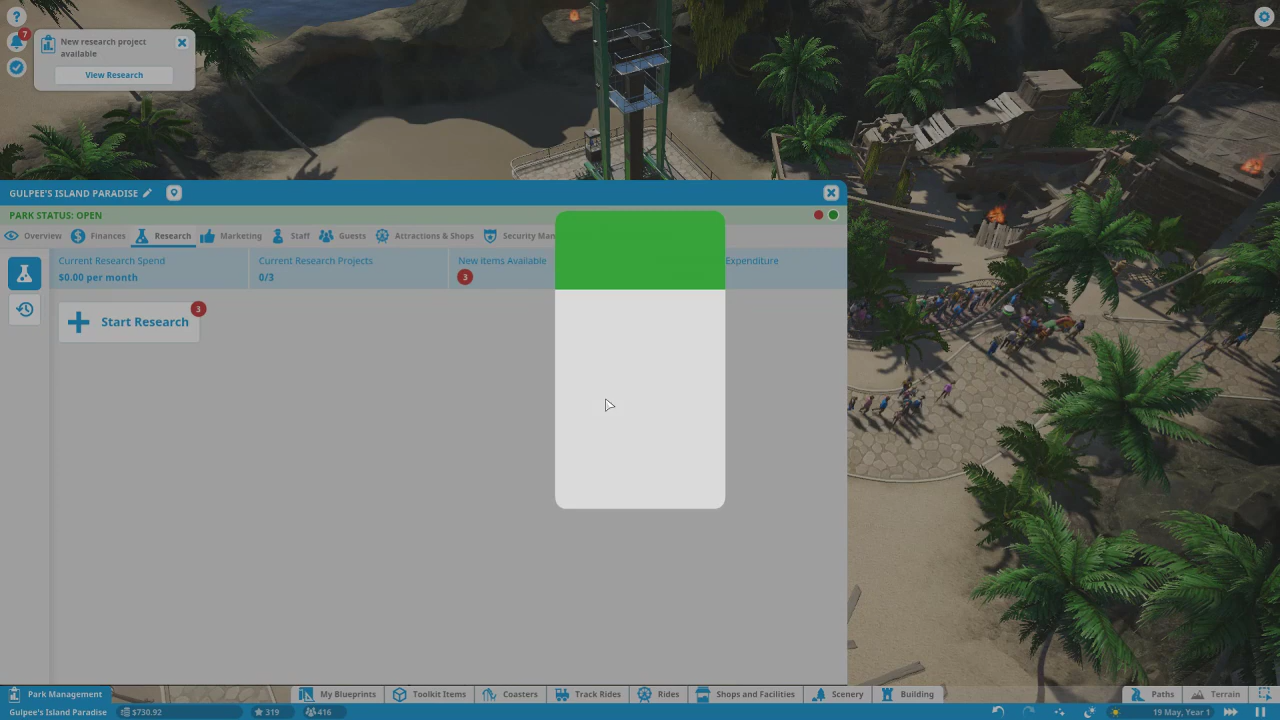 ?
7
New research project
available
View Research
GULPEE'S ISLAND PARADISE
PARK STATUS: OPEN
Overview
Finances
Research
Marketing
Staff
Guests
Attractions & Shops
Security Man
Current Research Spend
$0.00 per month
Current Research Projects
0/3
New items Available
3
Expenditure
Start Research
3
Park Management
My Blueprints
Toolkit Items
Coasters
Track Rides
Rides
Shops and Facilities
Scenery
Building
Paths
Terrain
Gulpee's Island Paradise
$730.92
319
416
19 May, Year 1